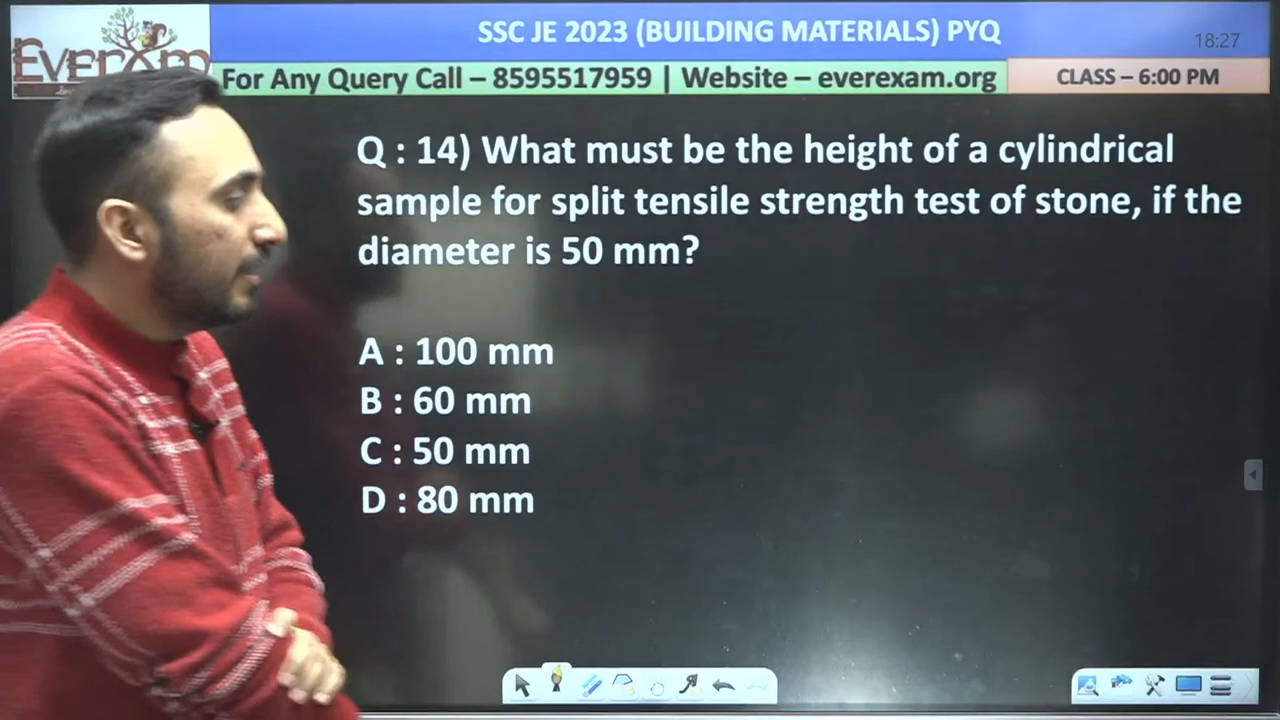 EVEREXAM
SSC JE 2023 (BUILDING MATERIALS) PYQ
18:27
For Any Query Call – 8595517959 | Website – everexam.org
CLASS – 6:00 PM
Q : 14) What must be the height of a cylindrical
sample for split tensile strength test of stone, if the
diameter is 50 mm?
A : 100 mm
B : 60 mm
C : 50 mm
D : 80 mm